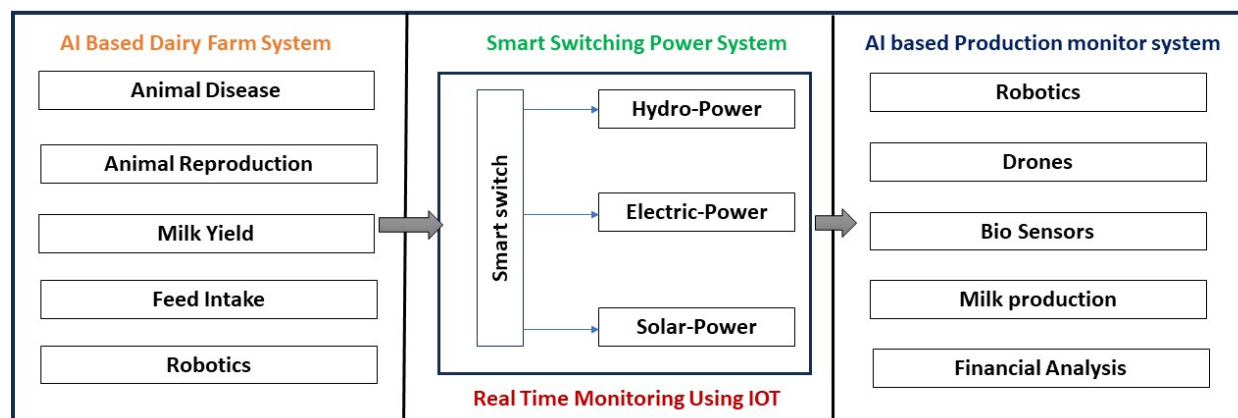 AI Based Dairy Farm System
Animal Disease
Animal Reproduction
Milk Yield
Feed Intake
Robotics
Smart Switching Power System
Smart switch
Hydro-Power
Electric-Power
Solar-Power
Real Time Monitoring Using IOT
AI based Production monitor system
Robotics
Drones
Bio Sensors
Milk production
Financial Analysis